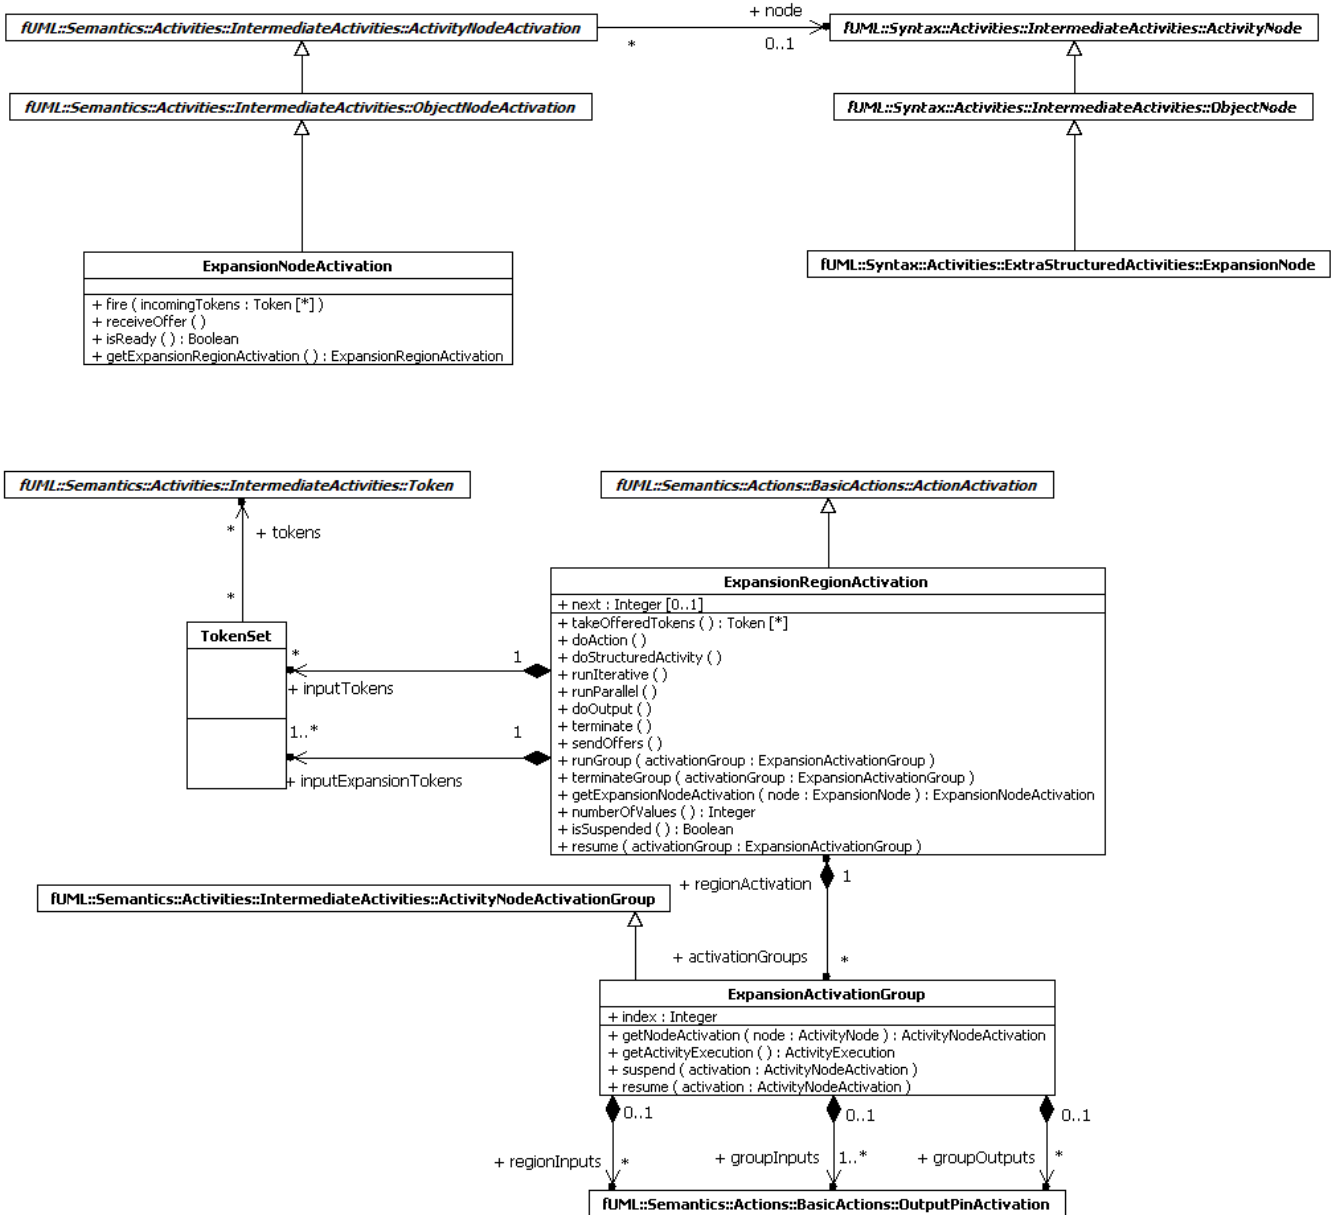 + node
fUML::Semantics::Activities::IntermediateActivities::ActivityNodeActivation
fUML::Syntax::Activities::IntermediateActivities::ActivityNode
*
0..1
fUML::Semantics::Activities::IntermediateActivities::ObjectNodeActivation
fUML::Syntax::Activities::IntermediateActivities::ObjectNode
ExpansionNodeActivation
+ fire ( incomingTokens : Token [*] )
+ receiveOffer ( )
+ isReady ( ) : Boolean
+ getExpansionRegionActivation ( ) : ExpansionRegionActivation
fUML::Syntax::Activities::ExtraStructuredActivities::ExpansionNode
fUML::Semantics::Activities::IntermediateActivities::Token
fUML::Semantics::Actions::BasicActions::ActionActivation
*
+ tokens
*
TokenSet
*
1
+ inputTokens
1..*
1
+ inputExpansionTokens
ExpansionRegionActivation
+ next : Integer [0..1]
+ takeOfferedTokens ( ) : Token [*]
+ doAction ( )
+ doStructuredActivity ( )
+ runIterative ( )
+ runParallel ( )
+ doOutput ( )
+ terminate ( )
+ sendOffers ( )
+ runGroup ( activationGroup : ExpansionActivationGroup )
+ terminateGroup ( activationGroup : ExpansionActivationGroup )
+ getExpansionNodeActivation ( node : ExpansionNode ) : ExpansionNodeActivation
+ numberOfValues ( ) : Integer
+ isSuspended ( ) : Boolean
+ resume ( activationGroup : ExpansionActivationGroup )
+ regionActivation
1
fUML::Semantics::Activities::IntermediateActivities::ActivityNodeActivationGroup
+ activationGroups
*
ExpansionActivationGroup
+ index : Integer
+ getNodeActivation ( node : ActivityNode ) : ActivityNodeActivation
+ getActivityExecution ( ) : ActivityExecution
+ suspend ( activation : ActivityNodeActivation )
+ resume ( activation : ActivityNodeActivation )
0..1
0..1
0..1
+ regionInputs
*
+ groupInputs
1..*
+ groupOutputs
*
fUML::Semantics::Actions::BasicActions::OutputPinActivation